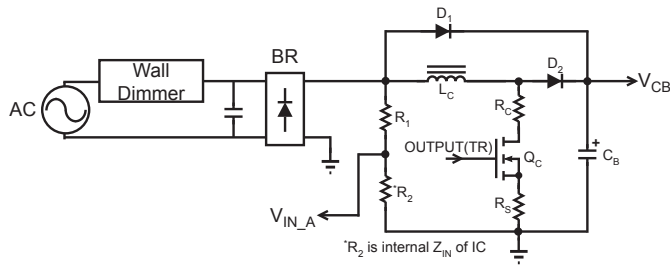 D1
BR
Wall
Dimmer
D2
VCB
AC
LC
R1
RC
OUTPUT(TR)
QC
+
CB
*R2
VIN_A
RS
*R2 is internal ZIN of IC